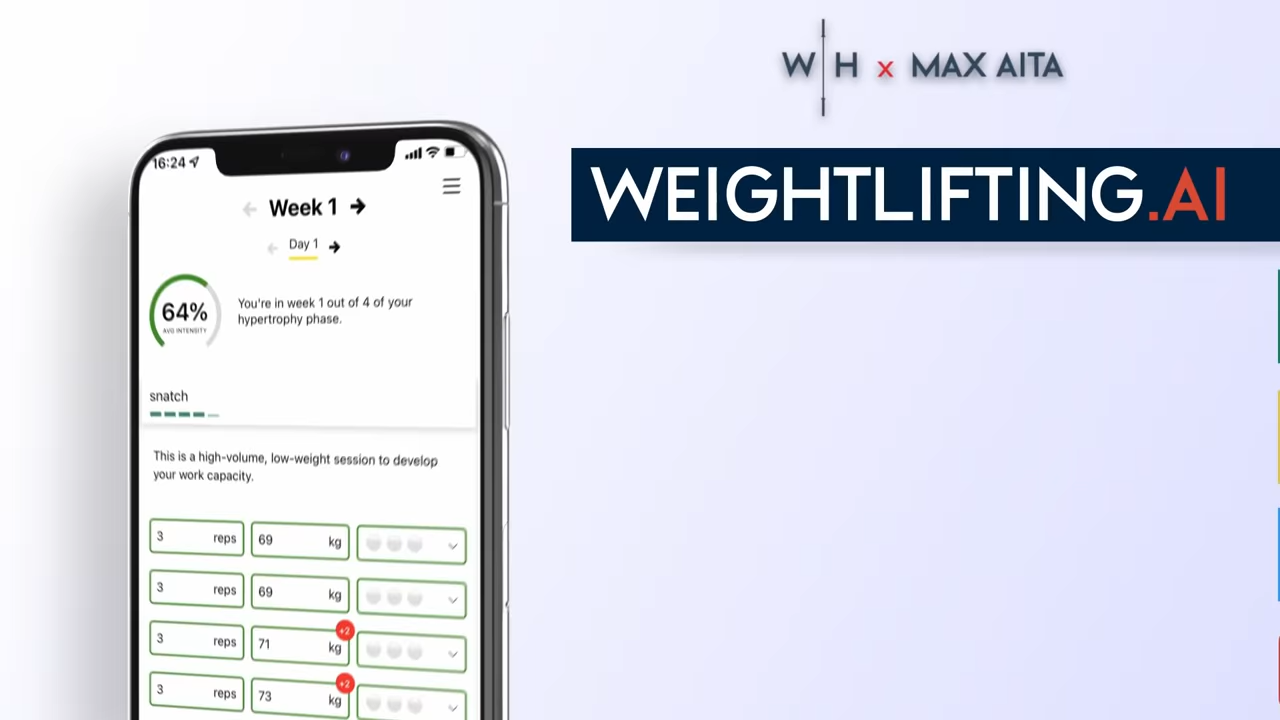 W H x MAX AITA
WEIGHTLIFTING.AI
16:24
Week 1
Day 1
64%
AVG INTENSITY
You're in week 1 out of 4 of your
hypertrophy phase.
snatch
This is a high-volume, low-weight session to develop
your work capacity.
3 reps 69 kg
3 reps 69 kg
3 reps 71 kg +2
3 reps 73 kg +2